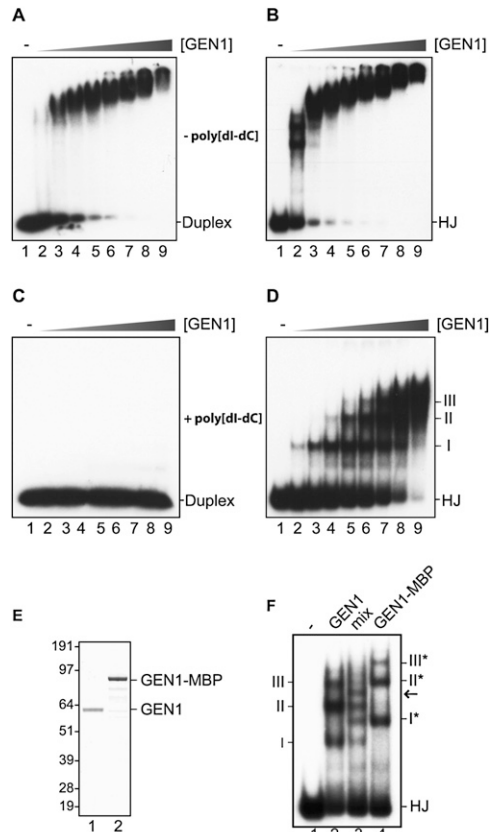 A
B
- [GEN1]
- [GEN1]
- poly[dI-dC]
Duplex
HJ
1 2 3 4 5 6 7 8 9
1 2 3 4 5 6 7 8 9
C
D
- [GEN1]
- [GEN1]
+ poly[dI-dC]
III
II
I
Duplex
HJ
1 2 3 4 5 6 7 8 9
1 2 3 4 5 6 7 8 9
E
191
97
64
51
39
28
19
GEN1-MBP
GEN1
1 2
F
- GEN1 mix GEN1-MBP
III
II
I
III*
II*
←
I*
HJ
1 2 3 4